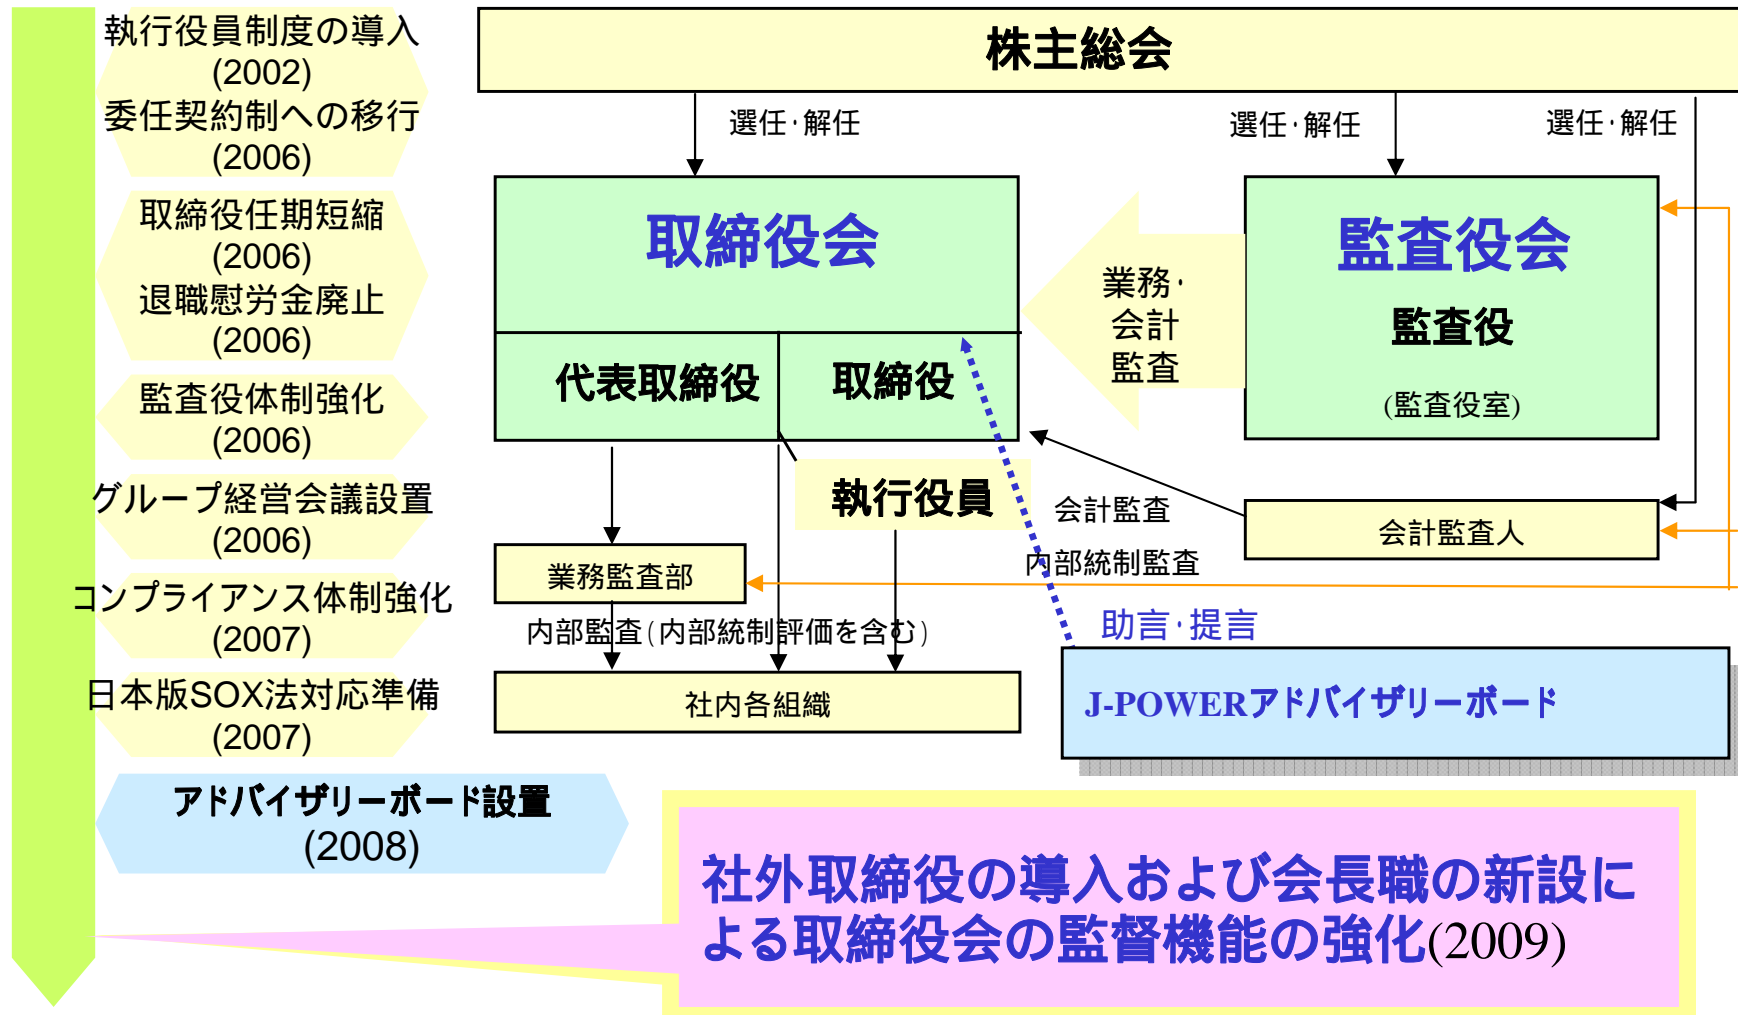 執行役員制度の導入
(2002)
委任契約制への移行
(2006)
取締役任期短縮
(2006)
退職慰労金廃止
(2006)
監査役体制強化
(2006)
グループ経営会議設置
(2006)
コンプライアンス体制強化
(2007)
日本版SOX法対応準備
(2007)
アドバイザリーボード設置
(2008)
株主総会
選任・解任
選任・解任
選任・解任
取締役会
代表取締役
取締役
業務・
会計
監査
監査役会
監査役
(監査役室)
執行役員
会計監査
内部統制監査
会計監査人
業務監査部
内部監査(内部統制評価を含む)
助言・提言
社内各組織
J-POWERアドバイザリーボード
社外取締役の導入および会長職の新設に
よる取締役会の監督機能の強化(2009)